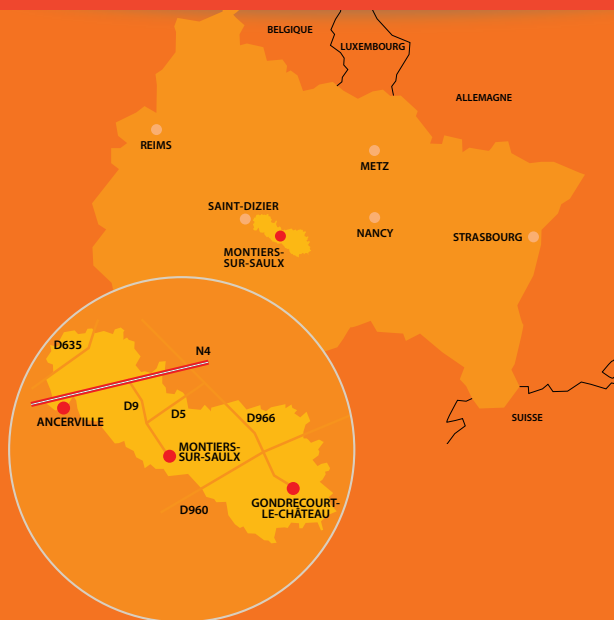 BELGIQUE
LUXEMBOURG
ALLEMAGNE
REIMS
METZ
SAINT-DIZIER
NANCY
STRASBOURG
MONTIERS-
SUR-SAULX
D635
N4
D9
D5
D966
ANCERVILLE
MONTIERS-
SUR-SAULX
GONDRECOURT-
LE-CHÂTEAU
D960
SUISSE